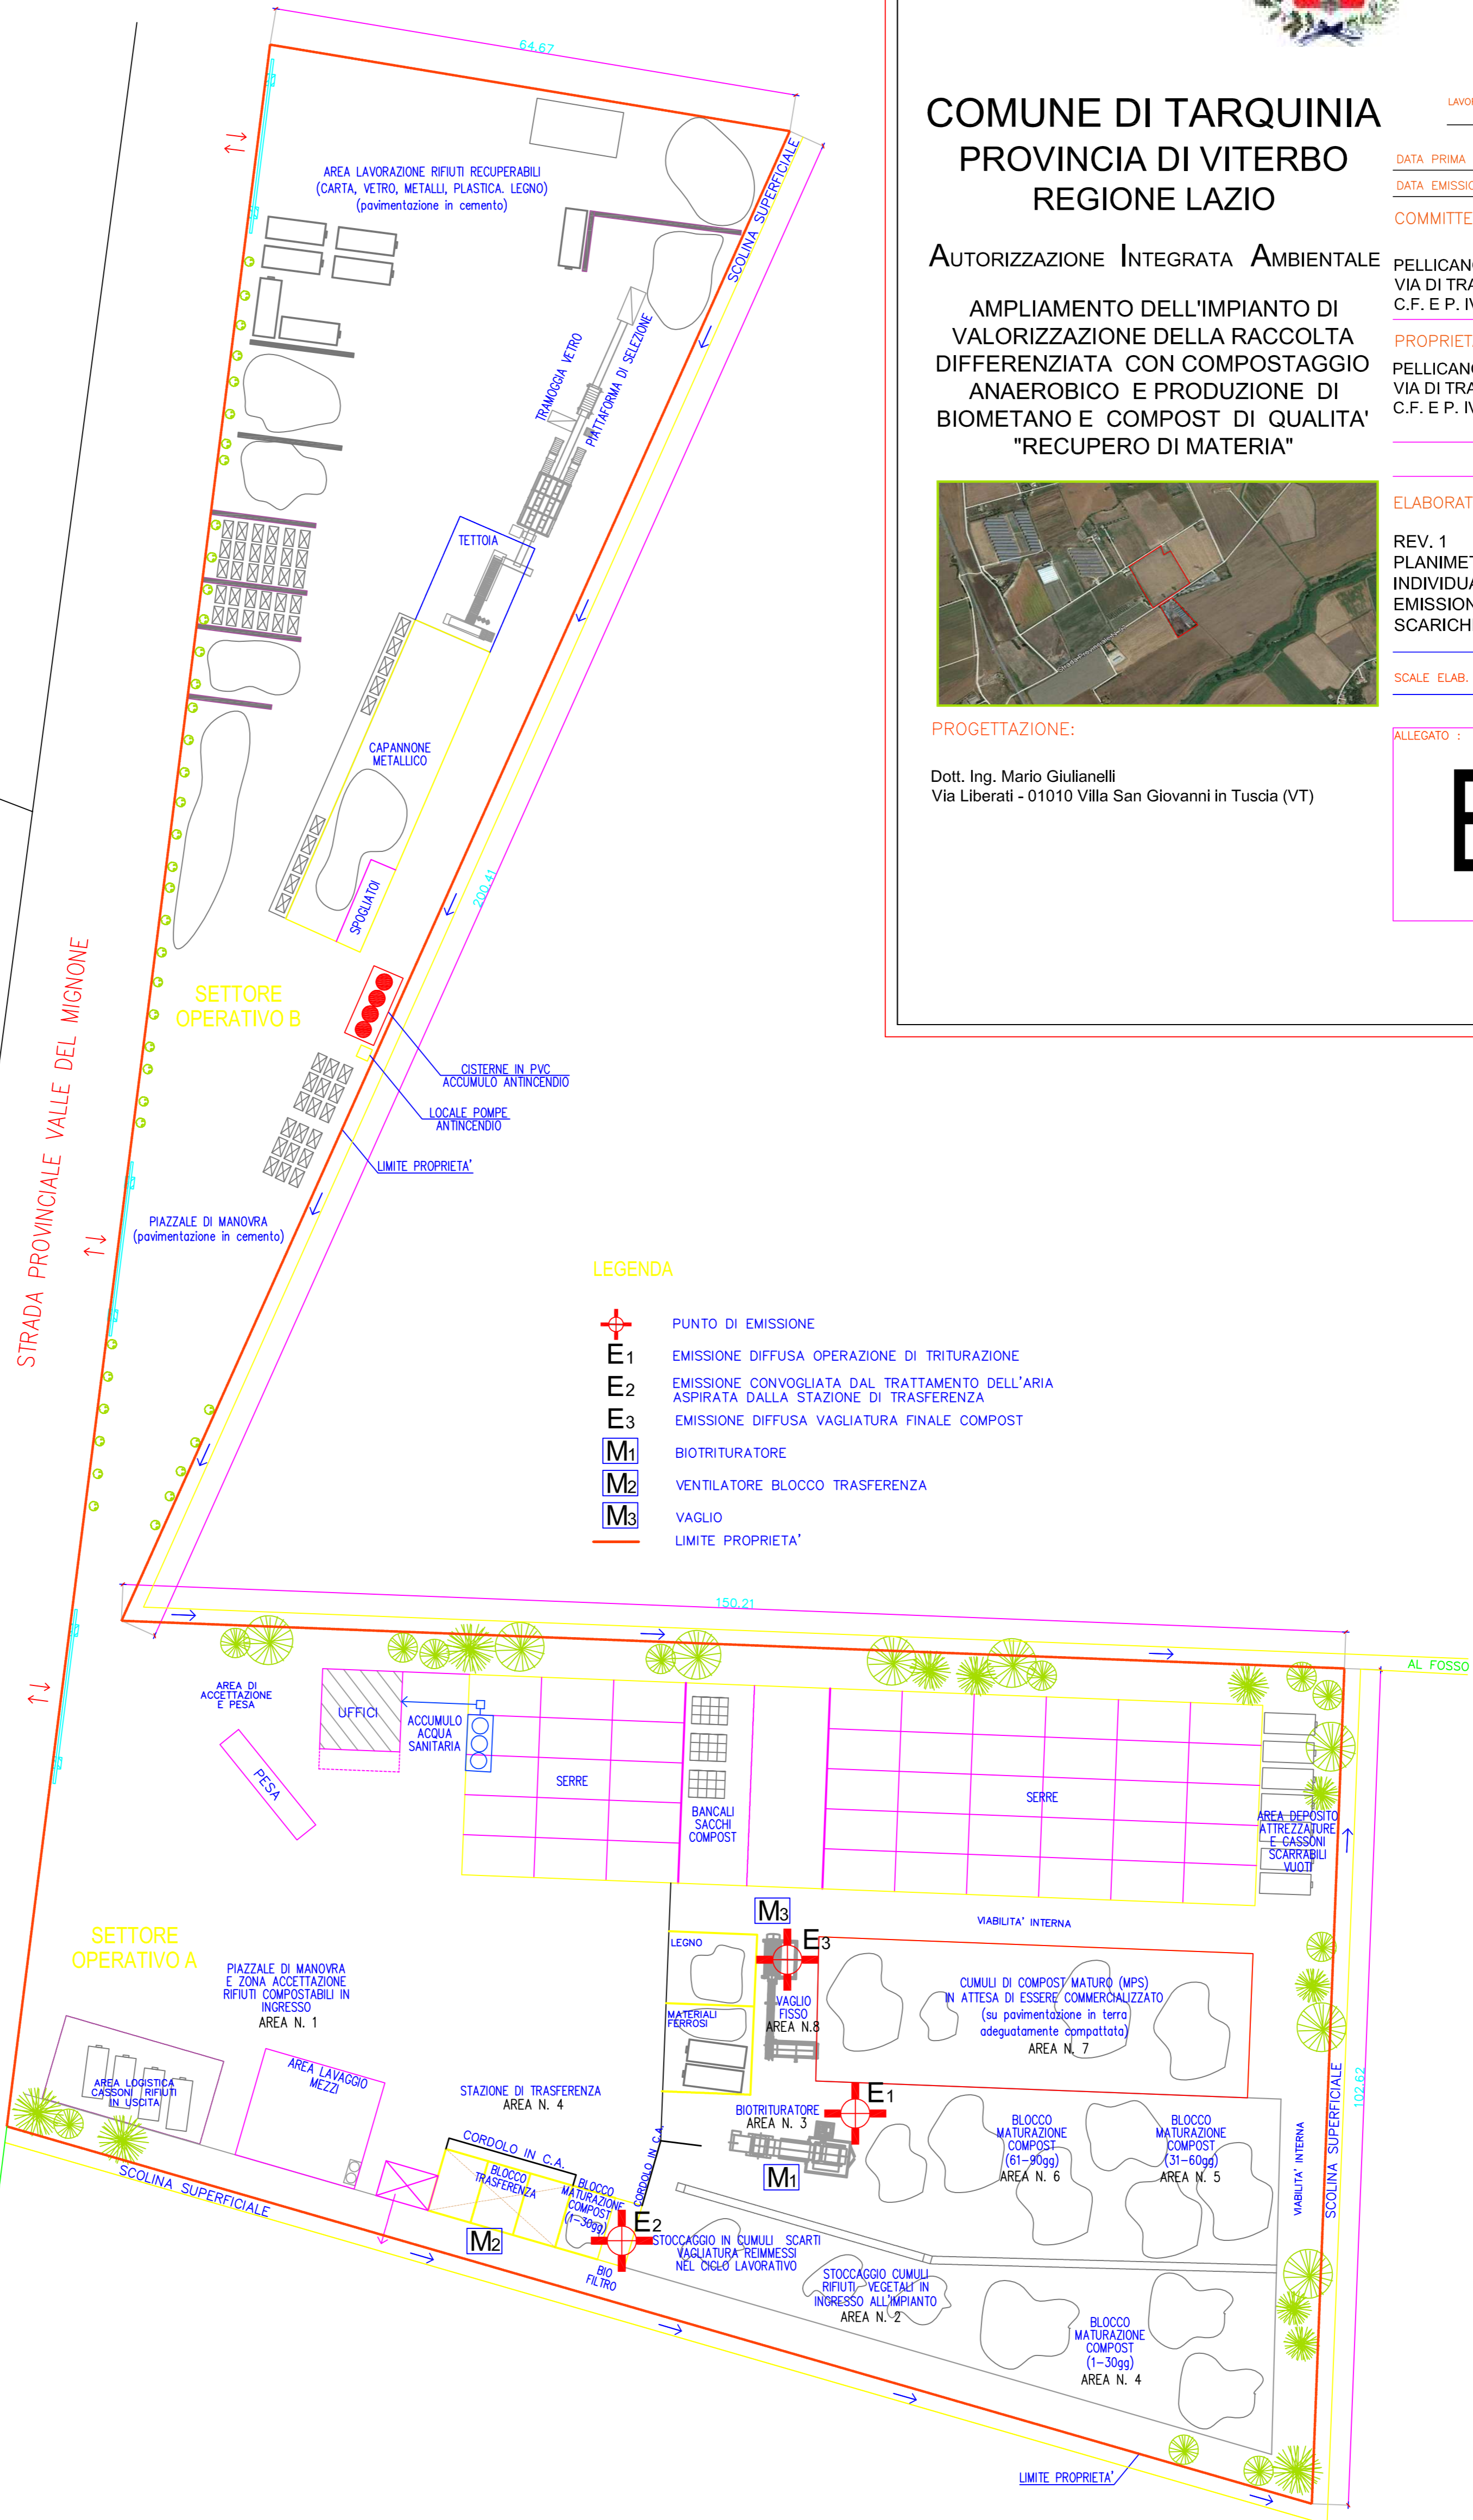 64.67
AREA LAVORAZIONE RIFIUTI RECUPERABILI
(CARTA, VETRO, METALLI, PLASTICA. LEGNO)
(pavimentazione in cemento)
SCOLINA SUPERFICIALE
TRAMOGGIA VETRO
PIATTAFORMA DI SELEZIONE
TETTOIA
CAPANNONE
METALLICO
SPOGLIATOI
200.41
SETTORE
OPERATIVO B
STRADA PROVINCIALE VALLE DEL MIGNONE
CISTERNE IN PVC
ACCUMULO ANTINCENDIO
LOCALE POMPE
ANTINCENDIO
LIMITE PROPRIETA'
PIAZZALE DI MANOVRA
(pavimentazione in cemento)
COMUNE DI TARQUINIA
PROVINCIA DI VITERBO
REGIONE LAZIO
AUTORIZZAZIONE INTEGRATA AMBIENTALE
AMPLIAMENTO DELL'IMPIANTO DI
VALORIZZAZIONE DELLA RACCOLTA
DIFFERENZIATA CON COMPOSTAGGIO
ANAEROBICO E PRODUZIONE DI
BIOMETANO E COMPOST DI QUALITA'
"RECUPERO DI MATERIA"
PROGETTAZIONE:
Dott. Ing. Mario Giulianelli
Via Liberati - 01010 Villa San Giovanni in Tuscia (VT)
DATA PRIMA
COMMITTE
VIA DI TRA
C.F. E P. IV
PROPRIETA
VIA DI TRA
C.F. E P. IV
ELABORAT
REV. 1
PLANIMET
INDIVIDUA
EMISSION
SCARICHI
SCALE ELAB.
ALLEGATO :
LEGENDA
PUNTO DI EMISSIONE
E1 EMISSIONE DIFFUSA OPERAZIONE DI TRITURAZIONE
E2 EMISSIONE CONVOGLIATA DAL TRATTAMENTO DELL'ARIA
ASPIRATA DALLA STAZIONE DI TRASFERENZA
E3 EMISSIONE DIFFUSA VAGLIATURA FINALE COMPOST
M1 BIOTRITURATORE
M2 VENTILATORE BLOCCO TRASFERENZA
M3 VAGLIO
LIMITE PROPRIETA'
150.21
AL FOSSO
AREA DI
ACCETTAZIONE
E PESA
UFFICI
ACCUMULO
ACQUA
SANITARIA
PESA
SERRE
BANCALI
SACCHI
COMPOST
SERRE
AREA DEPOSITO
ATTREZZATURE
E CASSONI
SCARRABILI
VUOTI
VIABILITA' INTERNA
SETTORE
OPERATIVO A
PIAZZALE DI MANOVRA
E ZONA ACCETTAZIONE
RIFIUTI COMPOSTABILI IN
INGRESSO
AREA N. 1
LEGNO
MATERIALI
FERROSI
M3
E3
VAGLIO
FISSO
AREA N.8
CUMULI DI COMPOST MATURO (MPS)
IN ATTESA DI ESSERE COMMERCIALIZZATO
(su pavimentazione in terra
adeguatamente compattata)
AREA N. 7
AREA LOGISTICA
CASSONI RIFIUTI
IN USCITA
AREA LAVAGGIO
MEZZI
STAZIONE DI TRASFERENZA
AREA N. 4
BIOTRITURATORE
AREA N. 3
E1
M1
BLOCCO
MATURAZIONE
COMPOST
(61-90gg)
AREA N. 6
BLOCCO
MATURAZIONE
COMPOST
(31-60gg)
AREA N. 5
VIABILITA' INTERNA
SCOLINA SUPERFICIALE
102.62
SCOLINA SUPERFICIALE
CORDOLO IN C.A.
BLOCCO
TRASFERENZA
BLOCCO
MATURAZIONE
COMPOST
(1-30gg)
CORDOLO IN C.A.
M2
E2
BIO
FILTRO
STOCCAGGIO IN CUMULI SCARTI
VAGLIATURA REIMMESSI
NEL CICLO LAVORATIVO
STOCCAGGIO CUMULI
RIFIUTI VEGETALI IN
INGRESSO ALL'IMPIANTO
AREA N. 2
BLOCCO
MATURAZIONE
COMPOST
(1-30gg)
AREA N. 4
LIMITE PROPRIETA'